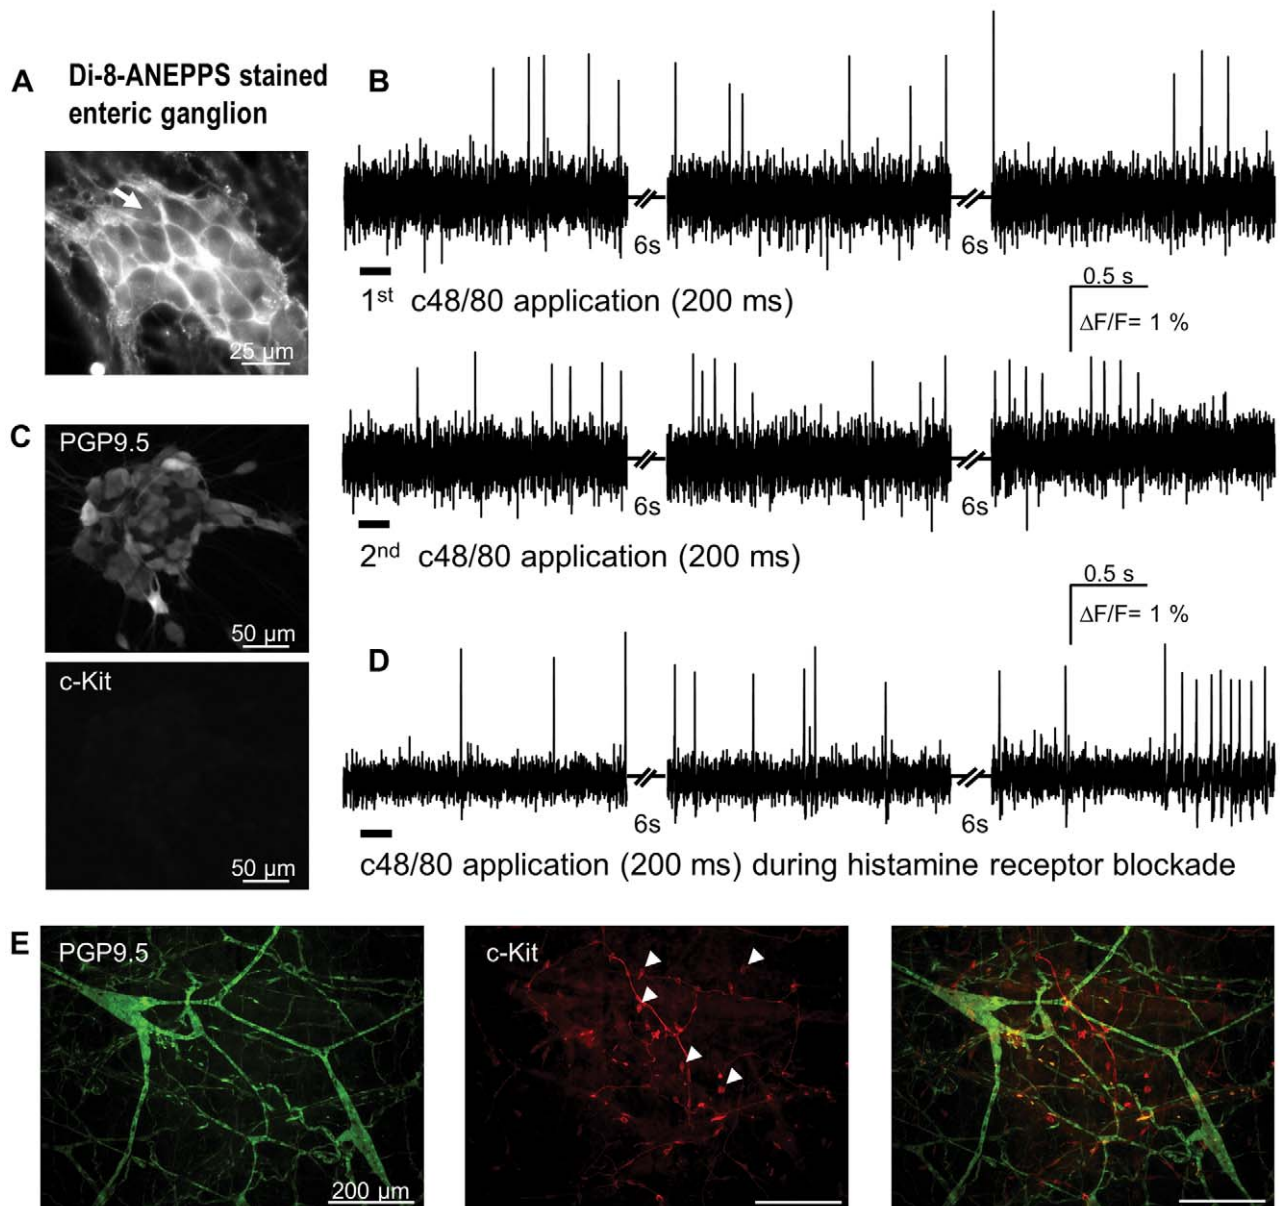 A
Di-8-ANEPPS stained
enteric ganglion
25 µm
B
6s
6s
1st c48/80 application (200 ms)
0.5 s
ΔF/F= 1 %
6s
6s
2nd c48/80 application (200 ms)
0.5 s
ΔF/F= 1 %
C
PGP9.5
50 µm
c-Kit
50 µm
D
6s
6s
c48/80 application (200 ms) during histamine receptor blockade
E
PGP9.5
200 µm
c-Kit